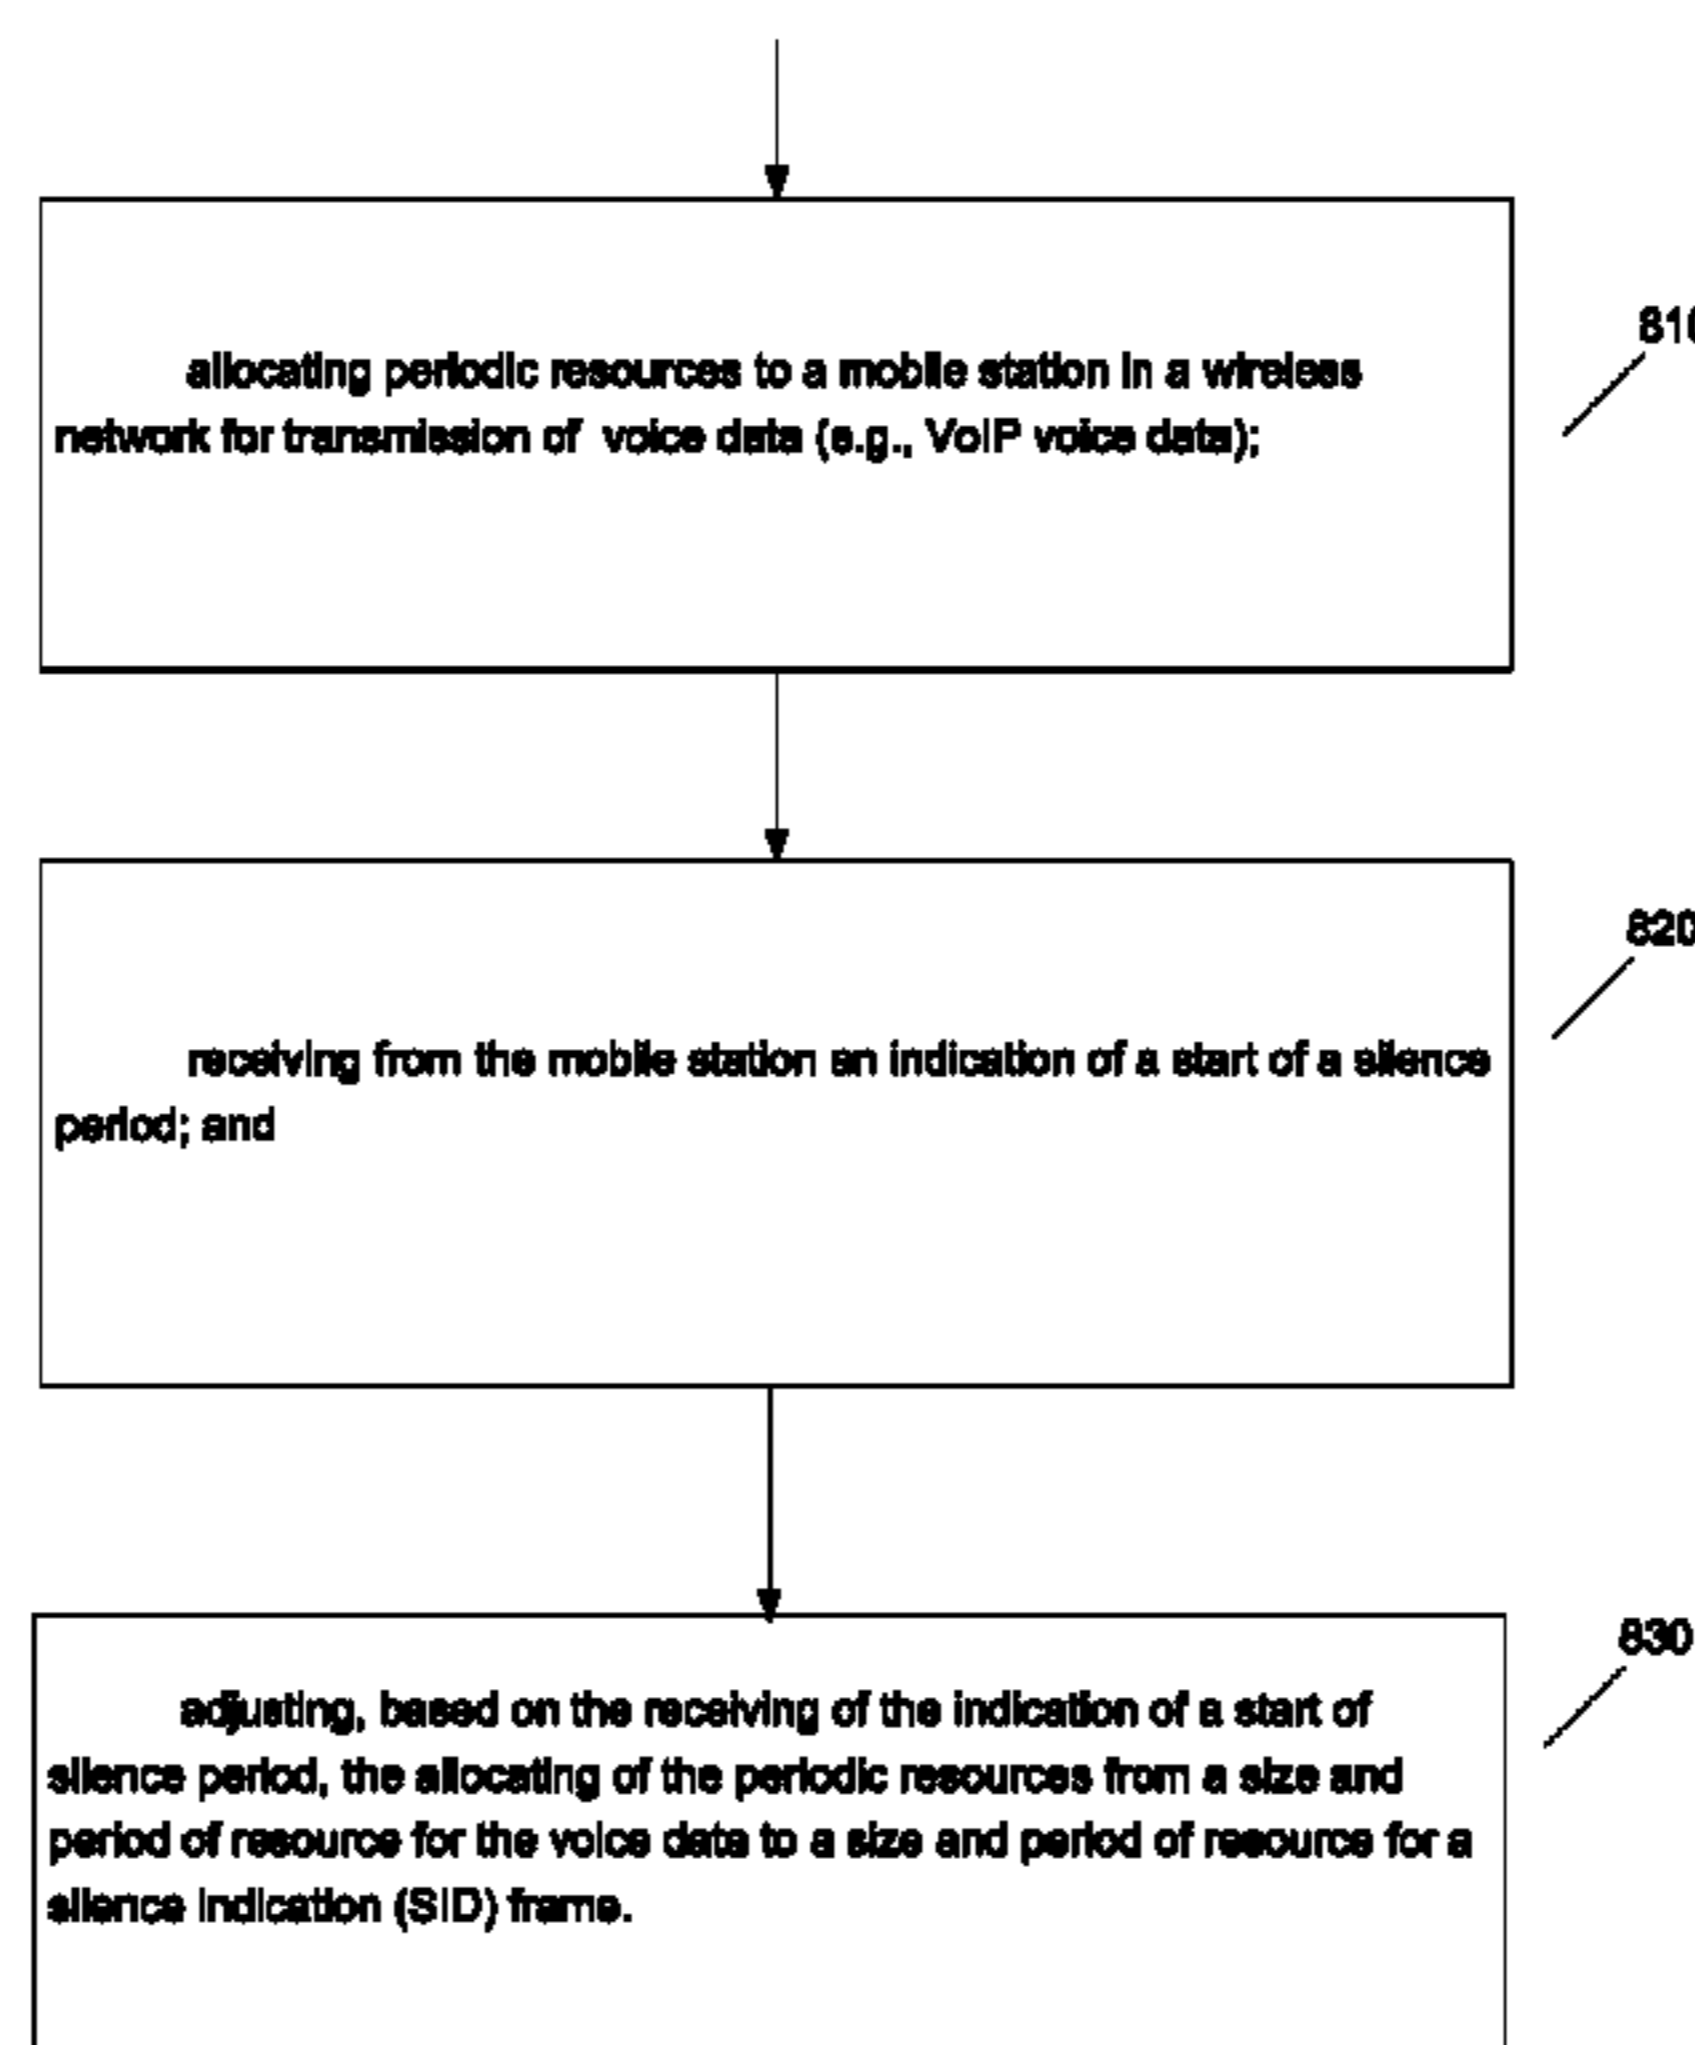 allocating periodic resources to a mobile station in a wireless
network for transmission of voice data (e.g., VoIP voice data);
810
receiving from the mobile station an indication of a start of a silence
period; and
820
adjusting, based on the receiving of the indication of a start of
silence period, the allocating of the periodic resources from a size and
period of resource for the voice data to a size and period of resource for a
silence indication (SID) frame.
830